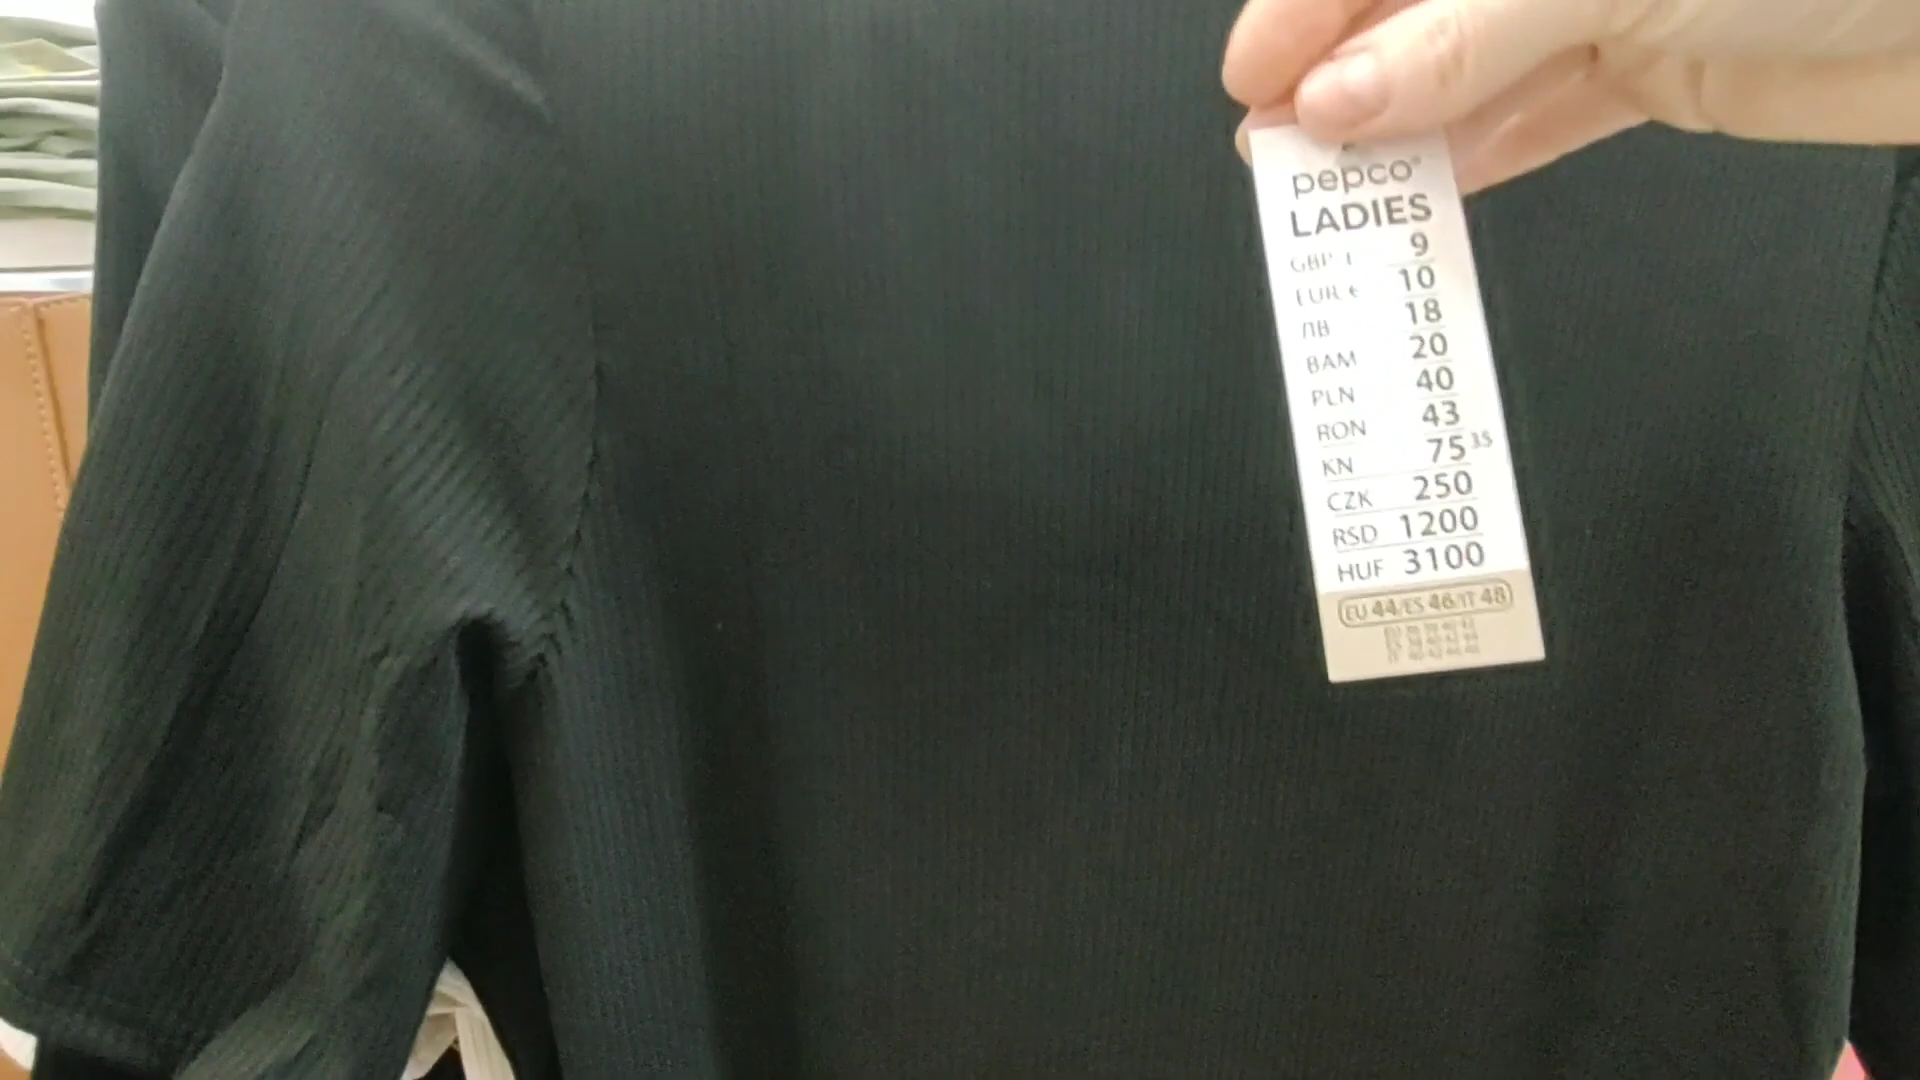 pepco®
LADIES
GBP £ 9
EUR € 10
ЛВ 18
BAM 20
PLN 40
RON 43
KN 75 35
CZK 250
RSD 1200
HUF 3100
EU 44/ES 46/IT 48